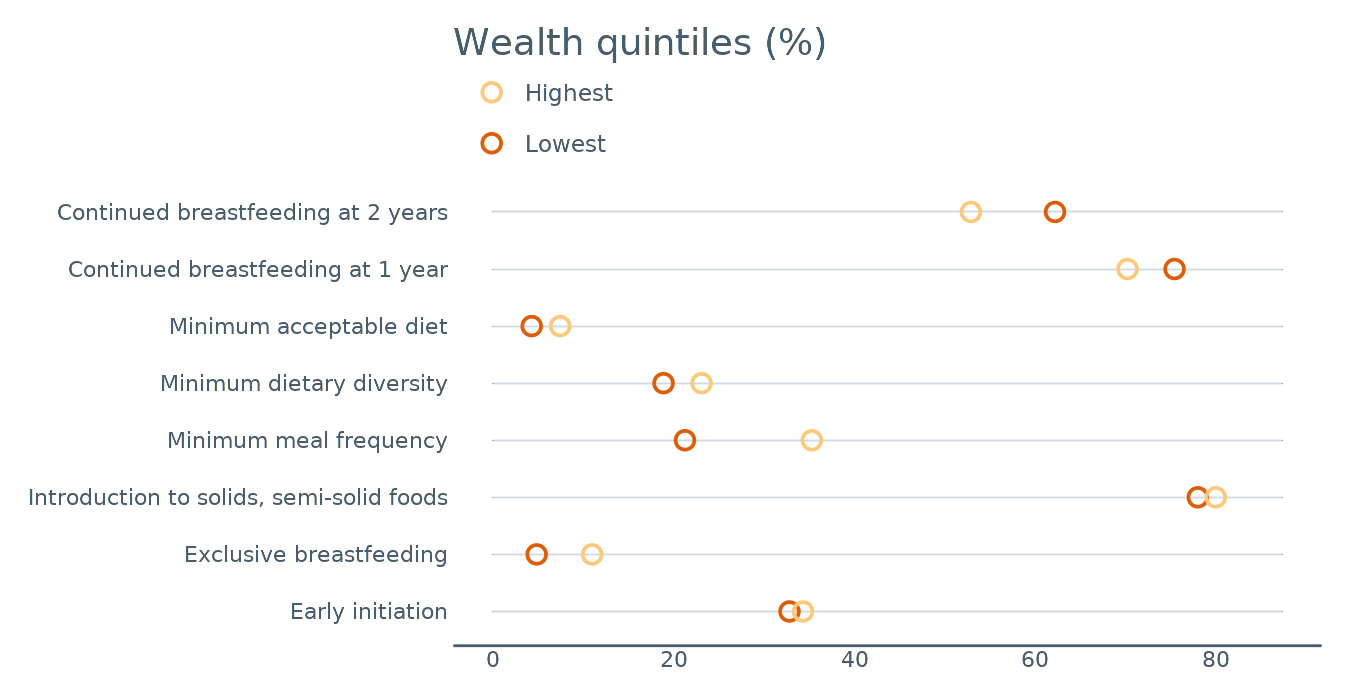 Wealth quintiles (%)
Highest
Lowest
Continued breastfeeding at 2 years
Continued breastfeeding at 1 year
Minimum acceptable diet
Minimum dietary diversity
Minimum meal frequency
Introduction to solids, semi-solid foods
Exclusive breastfeeding
Early initiation
0 20 40 60 80